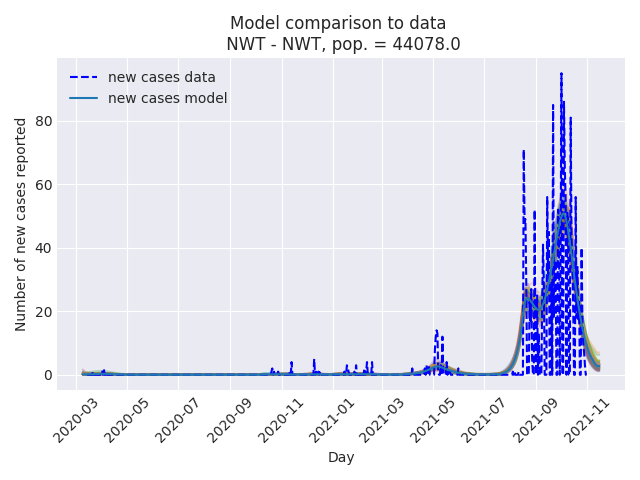 Model comparison to data
NWT - NWT, pop. = 44078.0
new cases data
new cases model
Number of new cases reported
80
60
40
20
0
2020-03
2020-05
2020-07
2020-09
2020-11
2021-01
2021-03
2021-05
2021-07
2021-09
2021-11
Day